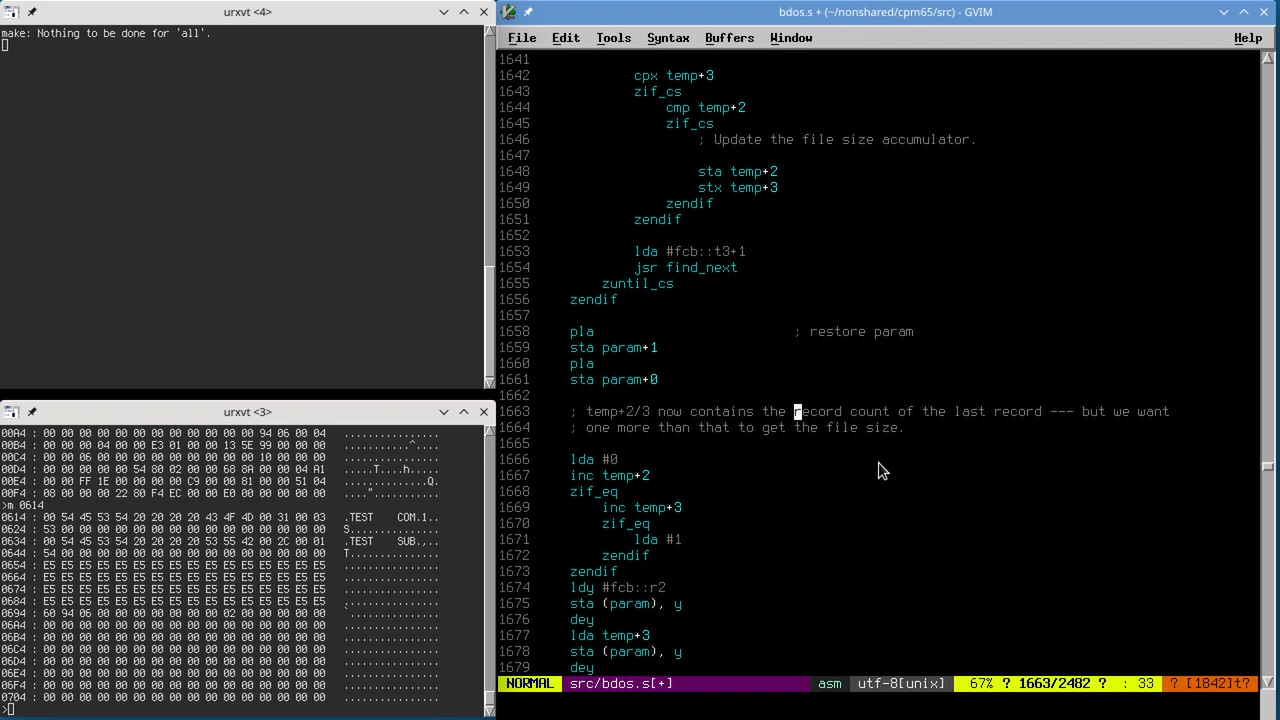 urxvt <4>
make: Nothing to be done for 'all'.
urxvt <3>
00A4 : 00 00 00 00 00 00 00 00 00 00 00 00 94 06 00 04 ................
00B4 : 00 00 00 00 00 00 E3 01 00 00 13 5E 99 00 00 00 ...........^....
00C4 : 00 06 00 00 00 00 00 00 00 00 00 00 10 00 00 00 ................
00D4 : 00 00 00 00 54 80 02 00 00 68 8A 00 00 04 A1 .....T....h.....
00E4 : 00 00 FF 1E 00 00 00 00 C9 00 00 81 00 00 51 04 ..............Q.
00F4 : 08 00 00 00 22 80 F4 EC 00 00 E0 00 00 00 00 00 ...."...........
>m 0614
0614 : 00 54 45 53 54 20 20 20 20 43 4F 4D 00 31 00 03 .TEST    COM.1..
0624 : 53 00 00 00 00 00 00 00 00 00 00 00 00 00 00 00 S...............
0634 : 00 54 45 53 54 20 20 20 20 53 55 42 00 2C 00 01 .TEST    SUB.,..
0644 : 54 00 00 00 00 00 00 00 00 00 00 00 00 00 00 00 T...............
0654 : E5 E5 E5 E5 E5 E5 E5 E5 E5 E5 E5 E5 E5 E5 E5 E5 ................
0664 : E5 E5 E5 E5 E5 E5 E5 E5 E5 E5 E5 E5 E5 E5 E5 E5 ................
0674 : E5 E5 E5 E5 E5 E5 E5 E5 E5 E5 E5 E5 E5 E5 E5 E5 ................
0684 : E5 E5 E5 E5 E5 E5 E5 E5 E5 E5 E5 E5 E5 E5 E5 E5 ................
0694 : 60 94 06 00 00 00 00 00 00 00 02 00 00 00 00 00 `...............
06A4 : 00 00 00 00 00 00 00 00 00 00 00 00 00 00 00 00 ................
06B4 : 00 00 00 00 00 00 00 00 00 00 00 00 00 00 00 00 ................
06C4 : 00 00 00 00 00 00 00 00 00 00 00 00 00 00 00 00 ................
06D4 : 00 00 00 00 00 00 00 00 00 00 00 00 00 00 00 00 ................
06E4 : 00 00 00 00 00 00 00 00 00 00 00 00 00 00 00 00 ................
06F4 : 00 00 00 00 00 00 00 00 00 00 00 00 00 00 00 00 ................
0704 : 00 00 00 00 00 00 00 00 00 00 00 00 00 00 00 00 ................
>
bdos.s + (~/nonshared/cpm65/src) - GVIM
File Edit Tools Syntax Buffers Window Help
1641
1642 cpx temp+3
1643 zif_cs
1644 cmp temp+2
1645 zif_cs
1646 ; Update the file size accumulator.
1647
1648 sta temp+2
1649 stx temp+3
1650 zendif
1651 zendif
1652
1653 lda #fcb::t3+1
1654 jsr find_next
1655 zuntil_cs
1656 zendif
1658 pla ; restore param
1659 sta param+1
1660 pla
1661 sta param+0
1662
1663 ; temp+2/3 now contains the record count of the last record --- but we want
1664 ; one more than that to get the file size.
1665
1666 lda #0
1667 inc temp+2
1668 zif_eq
1669 inc temp+3
1670 zif_eq
1671 lda #1
1672 zendif
1673 zendif
1674 ldy #fcb::r2
1675 sta (param), y
1676 dey
1677 lda temp+3
1678 sta (param), y
1679 dey
NORMAL src/bdos.s[+] asm utf-8[unix] 67% ? 1663/2482 ? : 33 ? [1842]t?